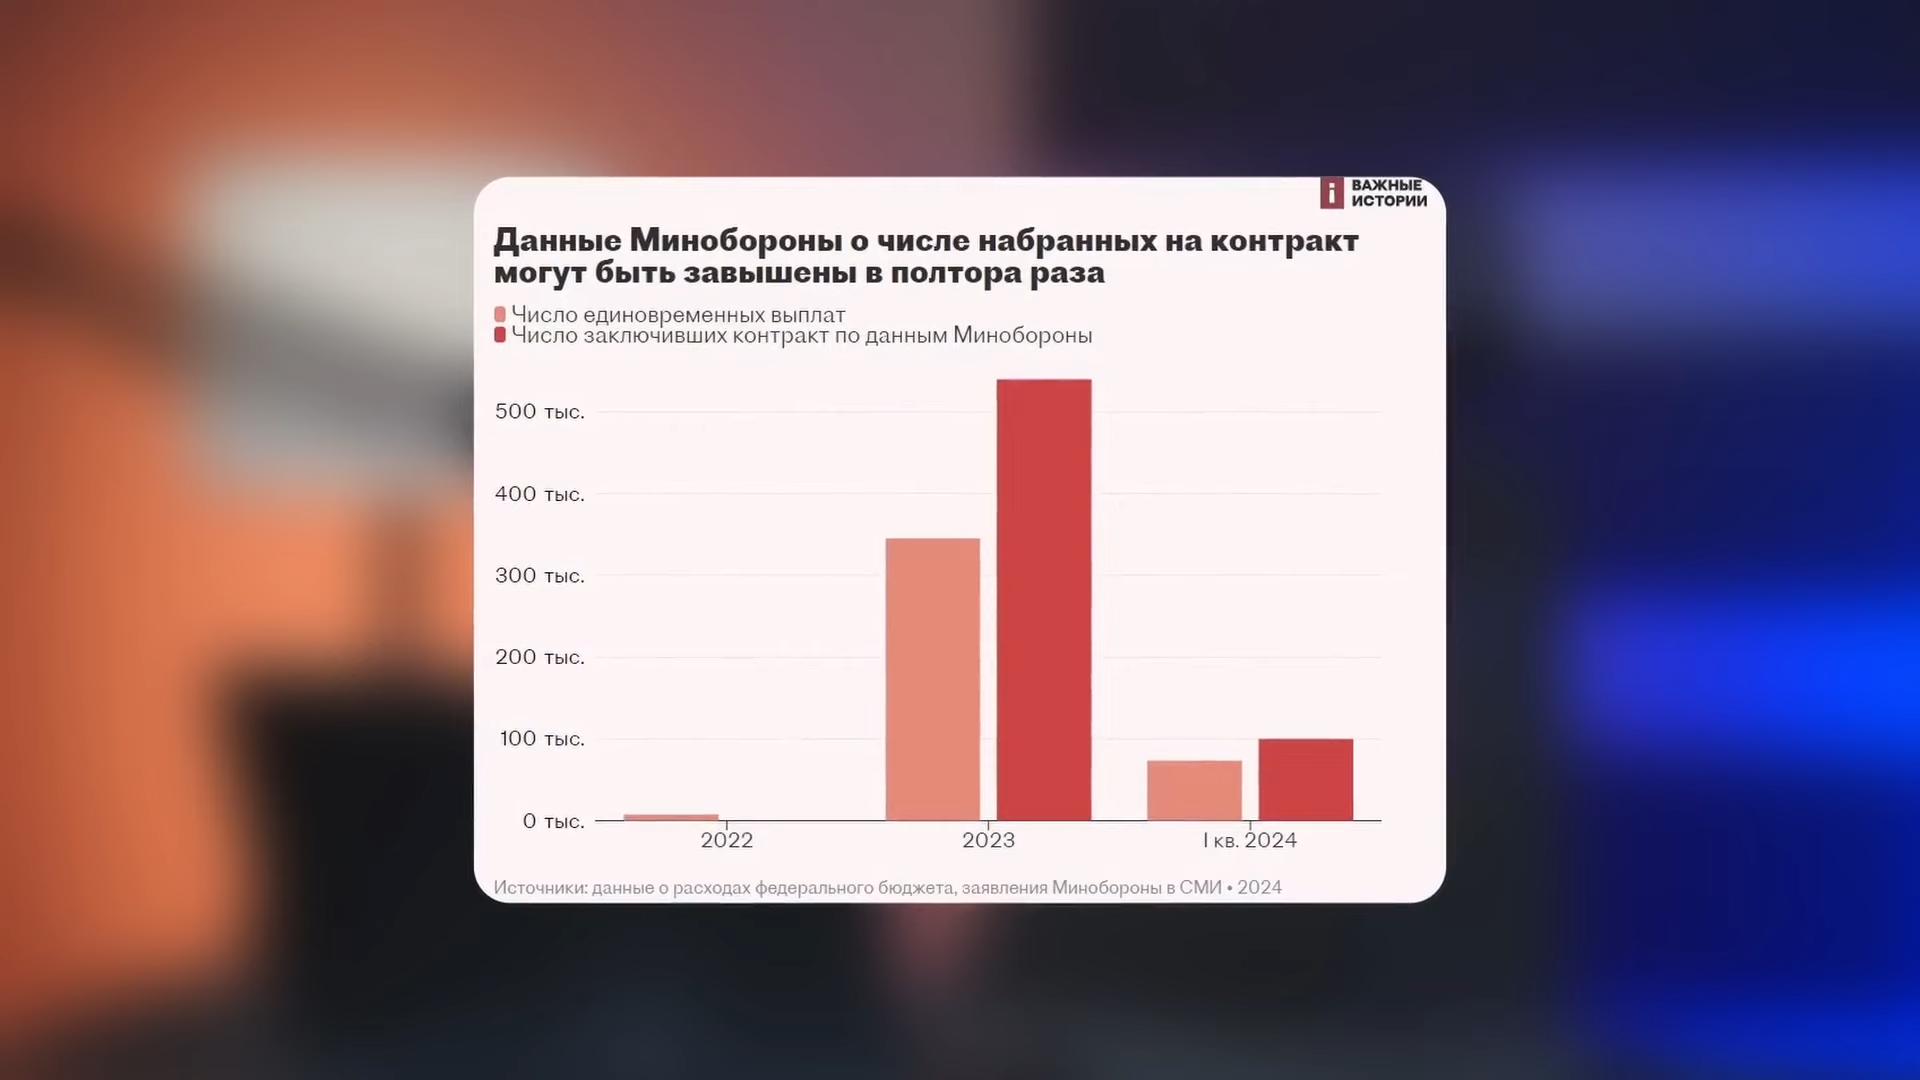 ВАЖНЫЕ
ИСТОРИИ
Данные Минобороны о числе набранных на контракт
могут быть завышены в полтора раза
Число единовременных выплат
Число заключивших контракт по данным Минобороны
500 тыс.
400 тыс.
300 тыс.
200 тыс.
100 тыс.
0 тыс.
2022
2023
I кв. 2024
Источники: данные о расходах федерального бюджета, заявления Минобороны в СМИ • 2024